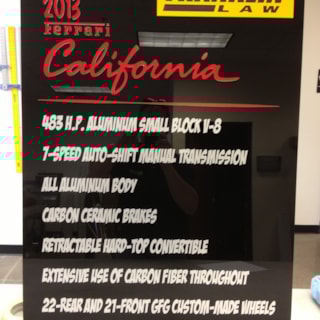 2013
Ferrari
LAW
California
483 H.P. ALUMINUM SMALL BLOCK V-8
7-SPEED AUTO-SHIFT MANUAL TRANSMISSION
ALL ALUMINUM BODY
CARBON CERAMIC BRAKES
RETRACTABLE HARD-TOP CONVERTIBLE
EXTENSIVE USE OF CARBON FIBER THROUGHOUT
22-REAR AND 21-FRONT GFG CUSTOM-MADE WHEELS